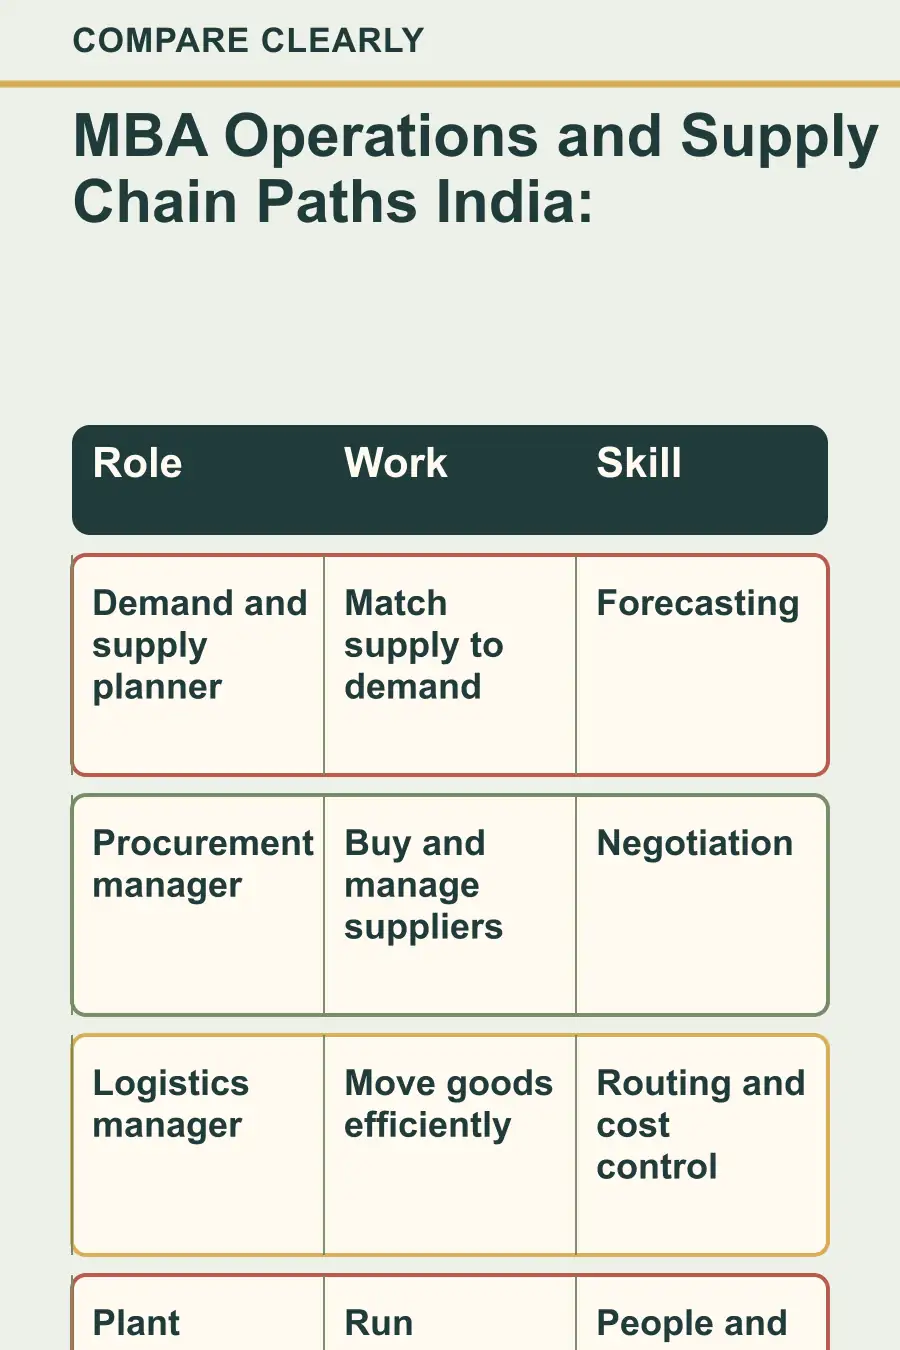 COMPARE CLEARLY
MBA Operations and Supply
Chain Paths India:
Role Work Skill
Demand and Match Forecasting
supply supply to
planner demand
Procurement Buy and Negotiation
manager manage
suppliers
Logistics Move goods Routing and
manager efficiently cost
control
Plant Run People and